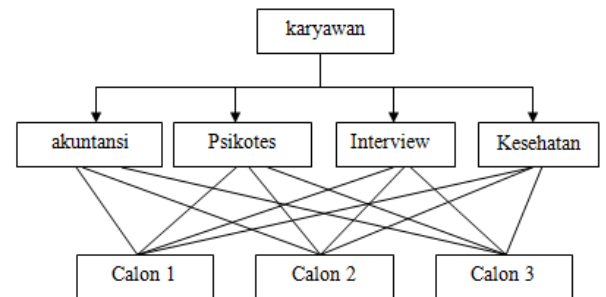 karyawan
akuntansi
Psikotes
Interview
Kesehatan
Calon 1
Calon 2
Calon 3